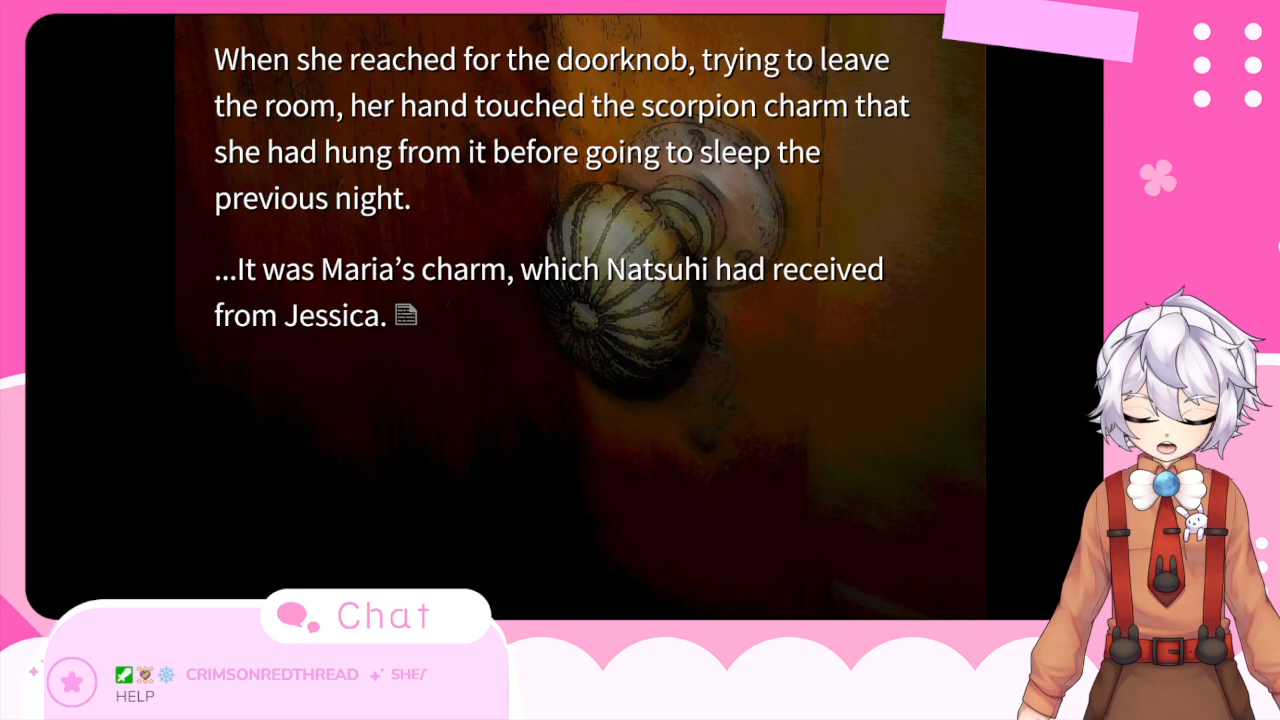 When she reached for the doorknob, trying to leave
the room, her hand touched the scorpion charm that
she had hung from it before going to sleep the
previous night.
...It was Maria’s charm, which Natsuhi had received
from Jessica.
Chat
CRIMSONREDTHREAD SHE/
HELP